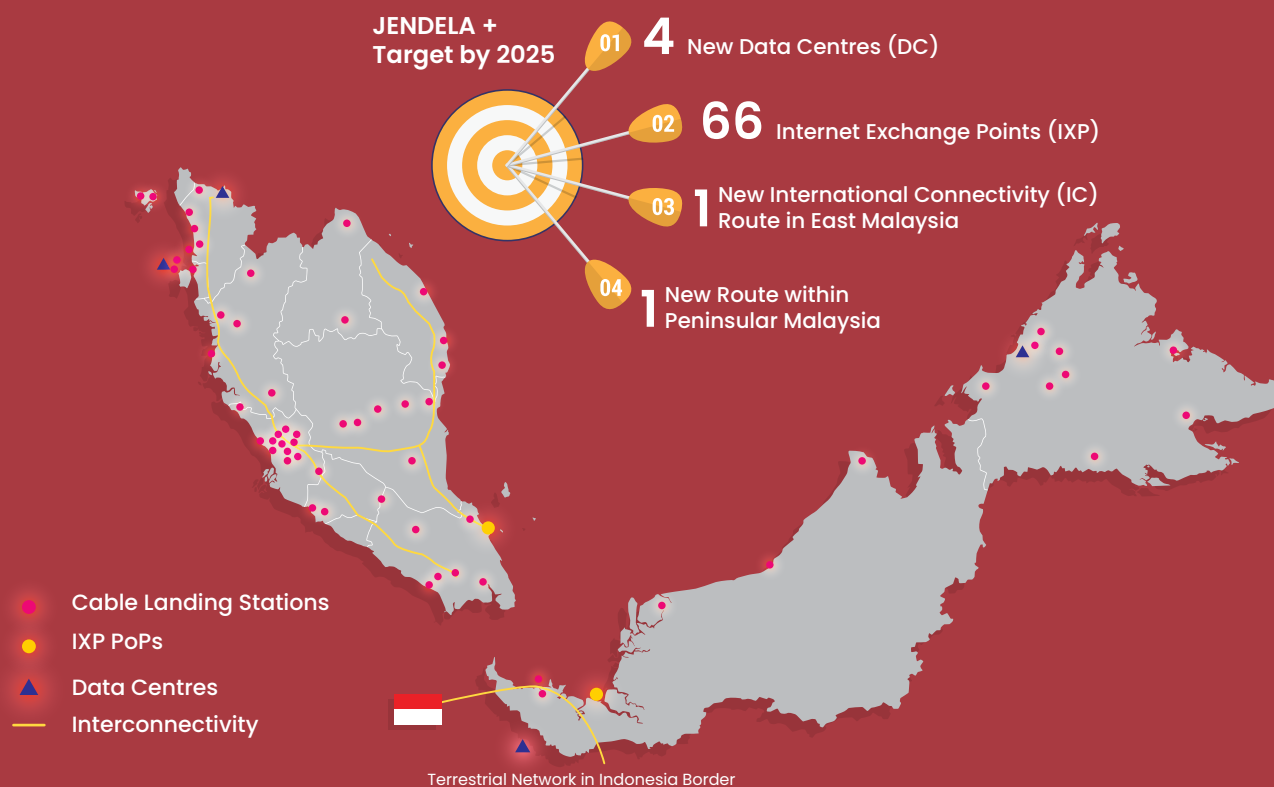 JENDELA +
Target by 2025
01
4 New Data Centres (DC)
02
66 Internet Exchange Points (IXP)
03
1 New International Connectivity (IC)
Route in East Malaysia
04
1 New Route within
Peninsular Malaysia
Cable Landing Stations
IXP PoPs
Data Centres
Interconnectivity
Terrestrial Network in Indonesia Border